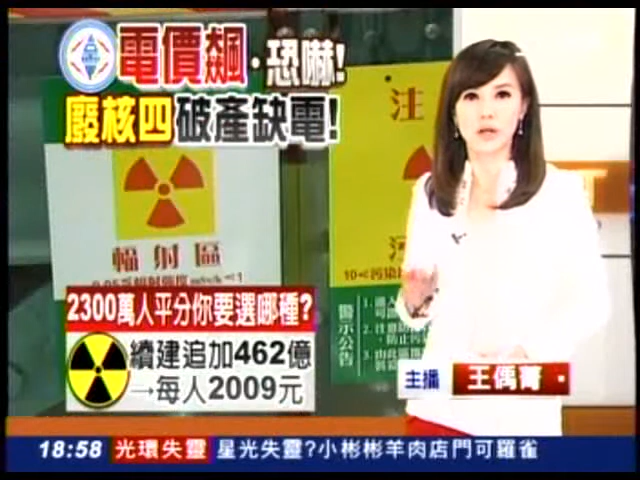 電價飆·恐嚇!
廢核四破產缺電!
注
輻射區
2300萬人平分你要選哪種?
續建追加462億
→每人2009元
警示公告
1.
2.
3.
主播 王偊菁
18:58 光環失靈 星光失靈?小彬彬羊肉店門可羅雀